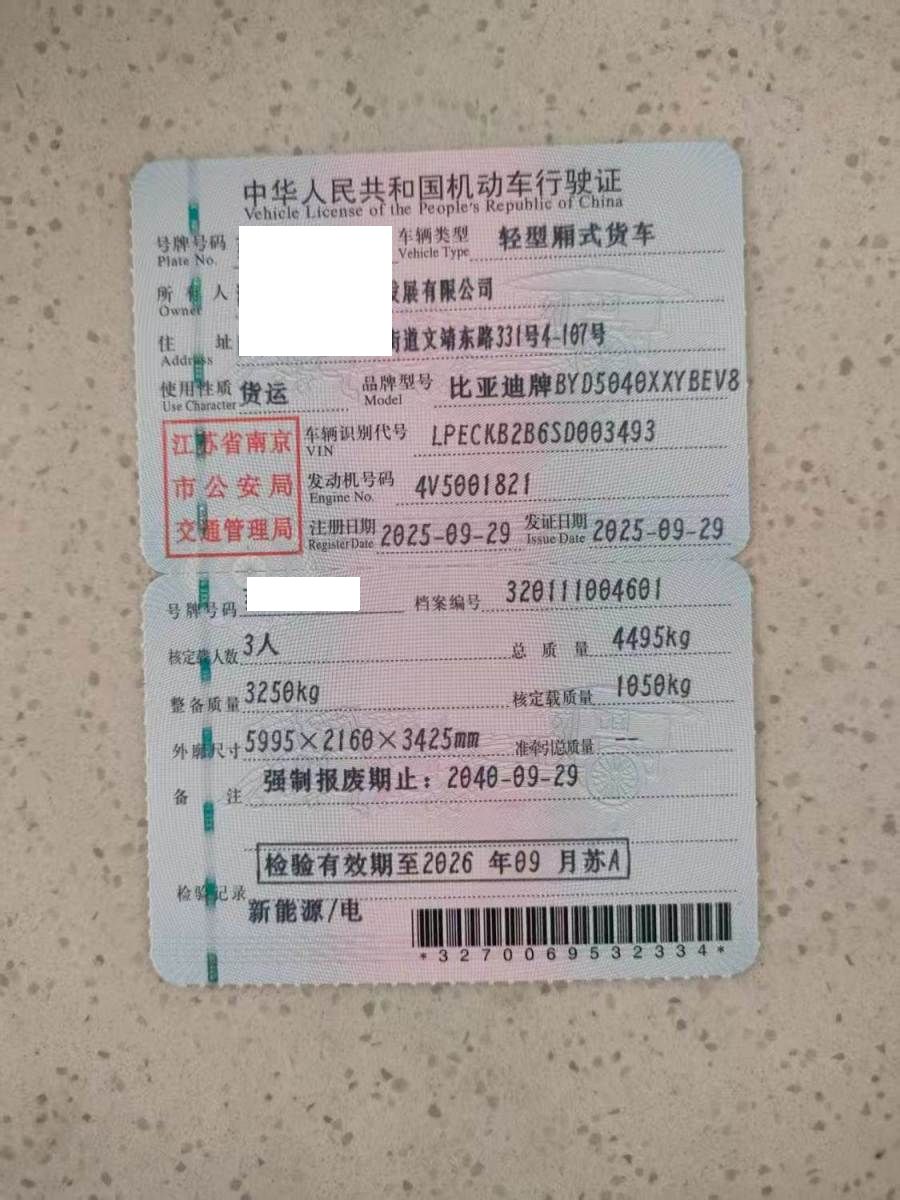 中华人民共和国机动车行驶证
Vehicle License of the People's Republic of China
号牌号码 车辆类型 轻型厢式货车
Plate No. Vehicle Type
所有人 发展有限公司
Owner
住址 街道文靖东路331号4-107号
Address
使用性质 货运 品牌型号 比亚迪牌BYD5040XXYBEV8
Use Character Model
江苏省南京
市公安局
交通管理局
车辆识别代号 LPECKB2B6SD003493
VIN
发动机号码 4V5001821
Engine No.
注册日期 2025-09-29 发证日期 2025-09-29
Register Date Issue Date
号牌号码 档案编号 320111004601
核定载人数 3人 总质量 4495kg
整备质量 3250kg 核定载质量 1050kg
外廓尺寸 5995×2160×3425mm 准牵引总质量 --
备注 强制报废期止：2040-09-29
检验有效期至2026 年09 月苏A
检验记录
新能源/电
*3270069532334*